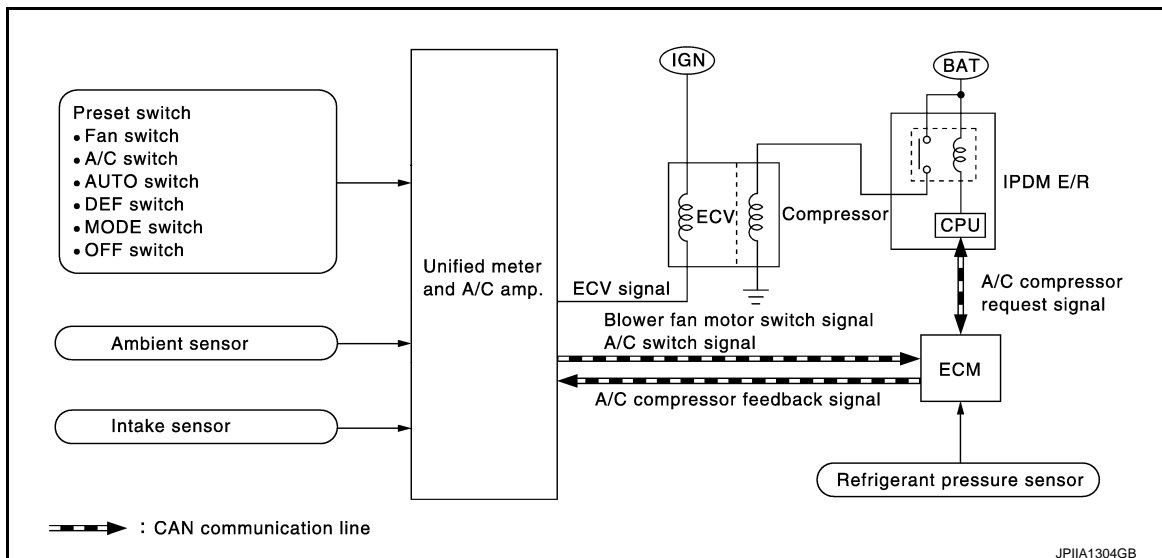 Preset switch
• Fan switch
• A/C switch
• AUTO switch
• DEF switch
• MODE switch
• OFF switch
Ambient sensor
Intake sensor
Unified meter
and A/C amp.
IGN
BAT
ECV
Compressor
IPDM E/R
CPU
ECV signal
A/C compressor
request signal
Blower fan motor switch signal
A/C switch signal
ECM
A/C compressor feedback signal
Refrigerant pressure sensor
: CAN communication line
JPIIA1304GB